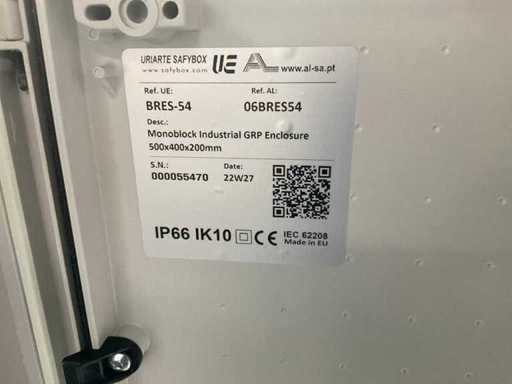 URIARTE SAFYBOX UE AL
www.safybox.com www.al-sa.pt
Ref. UE: Ref. AL:
BRES-54 06BRES54
Desc.:
Monoblock Industrial GRP Enclosure
500x400x200mm
S.N.: Date:
000055470 22W27
IP66 IK10 CE IEC 62208
Made in EU